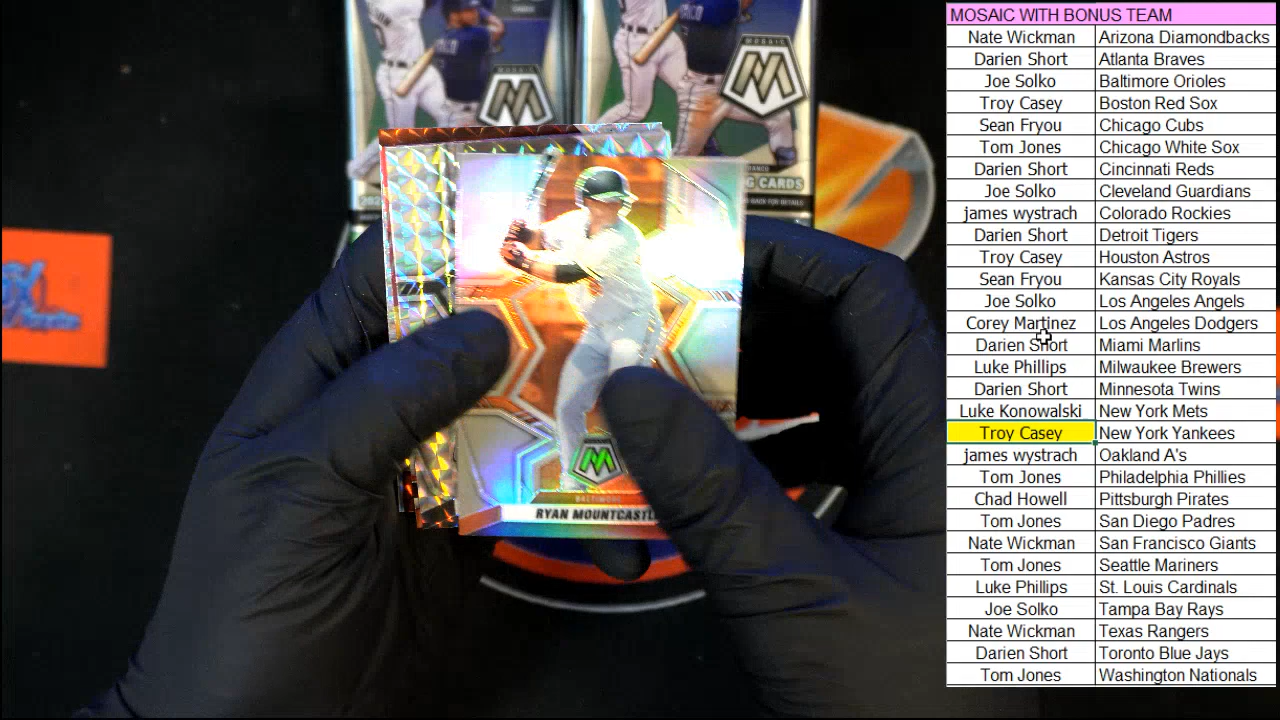 MOSAIC WITH BONUS TEAM
Nate Wickman Arizona Diamondbacks
Darien Short Atlanta Braves
Joe Solko Baltimore Orioles
Troy Casey Boston Red Sox
Sean Fryou Chicago Cubs
Tom Jones Chicago White Sox
Darien Short Cincinnati Reds
Joe Solko Cleveland Guardians
james wystrach Colorado Rockies
Darien Short Detroit Tigers
Troy Casey Houston Astros
Sean Fryou Kansas City Royals
Joe Solko Los Angeles Angels
Corey Martinez Los Angeles Dodgers
Darien Short Miami Marlins
Luke Phillips Milwaukee Brewers
Darien Short Minnesota Twins
Luke Konowalski New York Mets
Troy Casey New York Yankees
james wystrach Oakland A's
Tom Jones Philadelphia Phillies
Chad Howell Pittsburgh Pirates
Tom Jones San Diego Padres
Nate Wickman San Francisco Giants
Tom Jones Seattle Mariners
Luke Phillips St. Louis Cardinals
Joe Solko Tampa Bay Rays
Nate Wickman Texas Rangers
Darien Short Toronto Blue Jays
Tom Jones Washington Nationals
MOSAIC
MOSAIC
CARDS
BALTIMORE
RYAN MOUNTCASTL